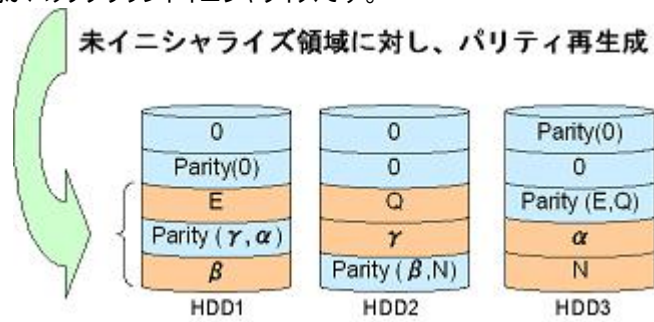 未イニシャライズ領域に対し、パリティ再生成
0 0 Parity(0)
Parity(0) 0 0
E Q Parity (E,Q)
Parity (γ,α) γ α
β Parity (β,N) N
HDD1 HDD2 HDD3